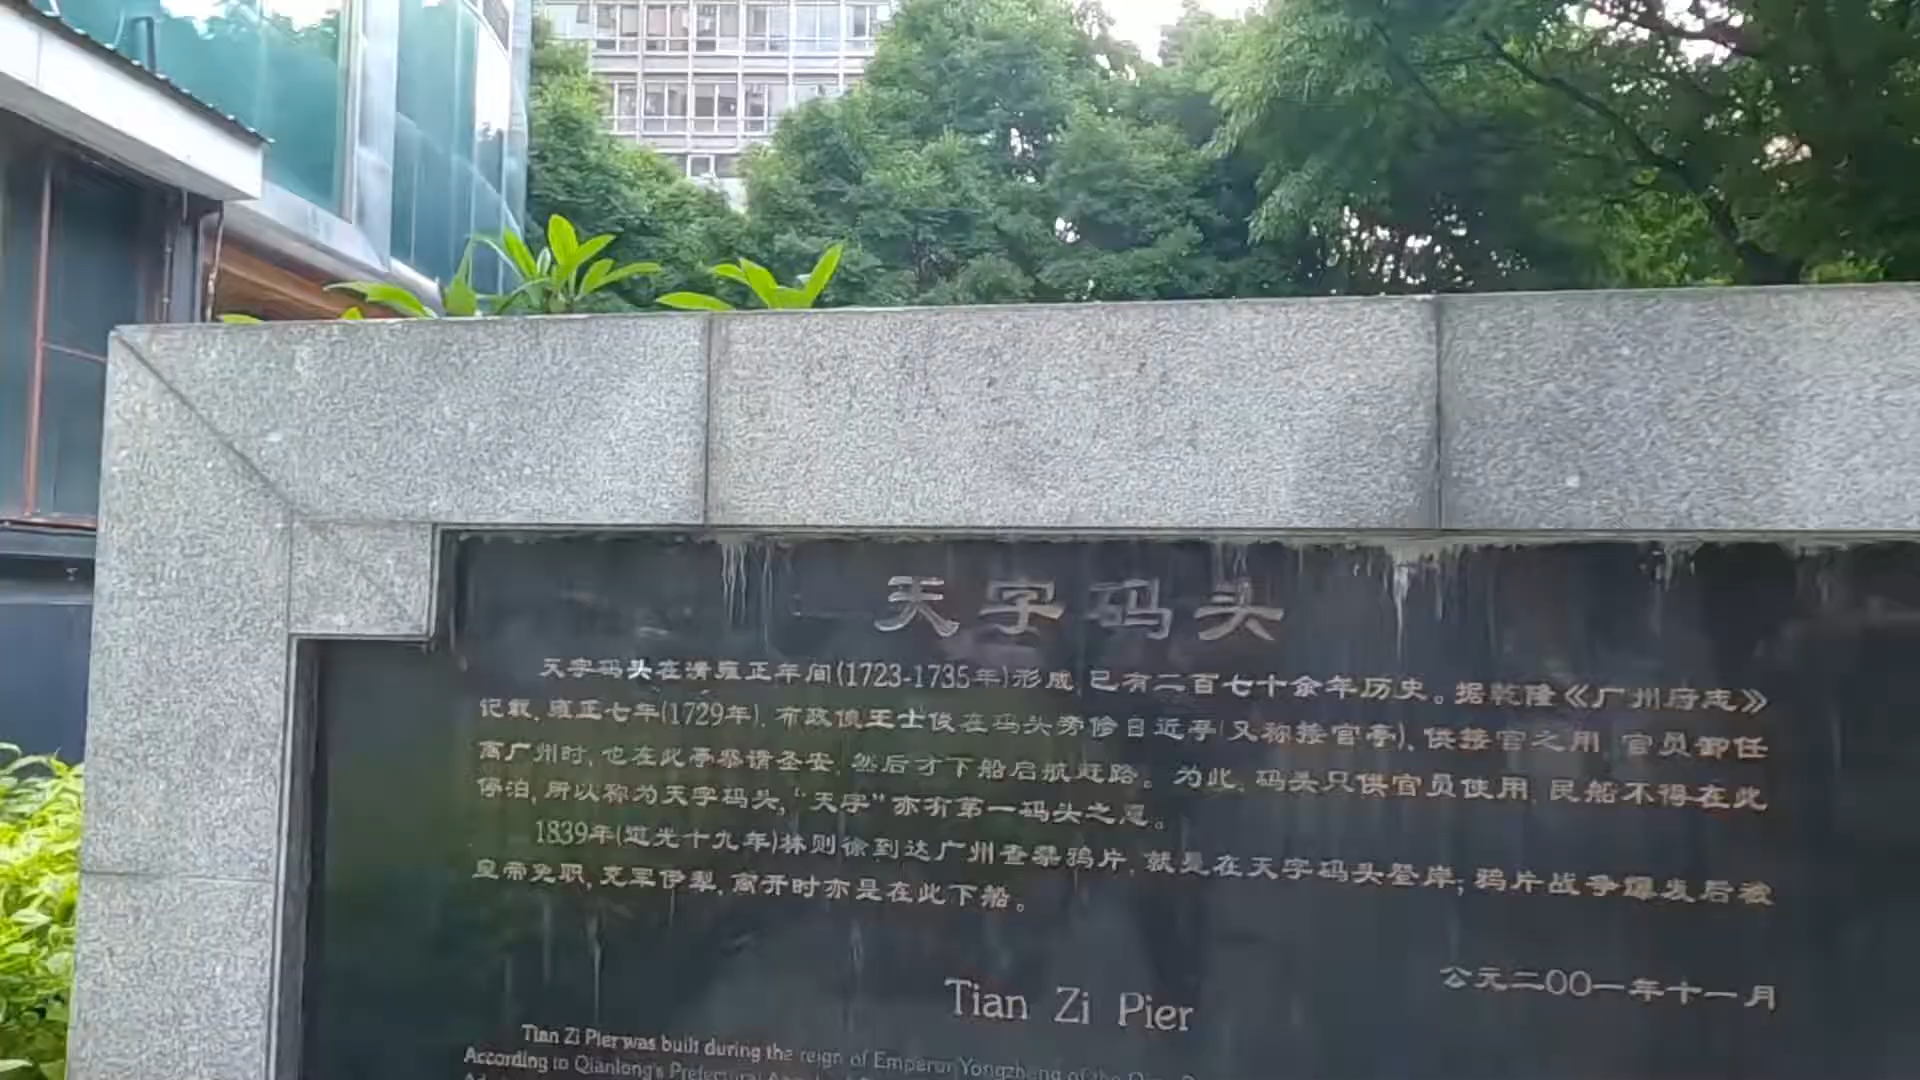 天字码头
天字码头在清雍正年间(1723-1735年)形成,已有二百七十余年历史。据乾隆《广州府志》
记载,雍正七年(1729年),布政使王士俊在码头旁修日近亭(又称接官亭),供接官之用,官员卸任
离广州时,也在此亭恭请圣安,然后才下船启航赶路。为此,码头只供官员使用,民船不得在此
停泊,所以称为天字码头,“天字”亦有第一码头之意。
1839年(道光十九年)林则徐到达广州查禁鸦片,就是在天字码头登岸;鸦片战争爆发后被
皇帝免职,充军伊犁,离开时亦是在此下船。
公元二〇〇一年十一月
Tian Zi Pier
Tian Zi Pier was built during the reign of Emperor Yongzheng of the
According to Qianlong's Prefectural